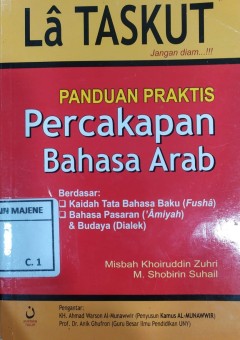 Lâ TASKUT
Jangan diam...!!!
PANDUAN PRAKTIS
Percakapan
Bahasa Arab
Berdasar:
❑ Kaidah Tata Bahasa Baku (Fushâ)
❑ Bahasa Pasaran ('Âmiyah)
& Budaya (Dialek)
MAJENE
C. 1
Misbah Khoiruddin Zuhri
M. Shobirin Suhail
Pengantar:
KH. Ahmad Warson Al-Munawwir (Penyusun Kamus AL-MUNAWWIR)
Prof. Dr. Anik Ghufron (Guru Besar Ilmu Pendidikan UNY)